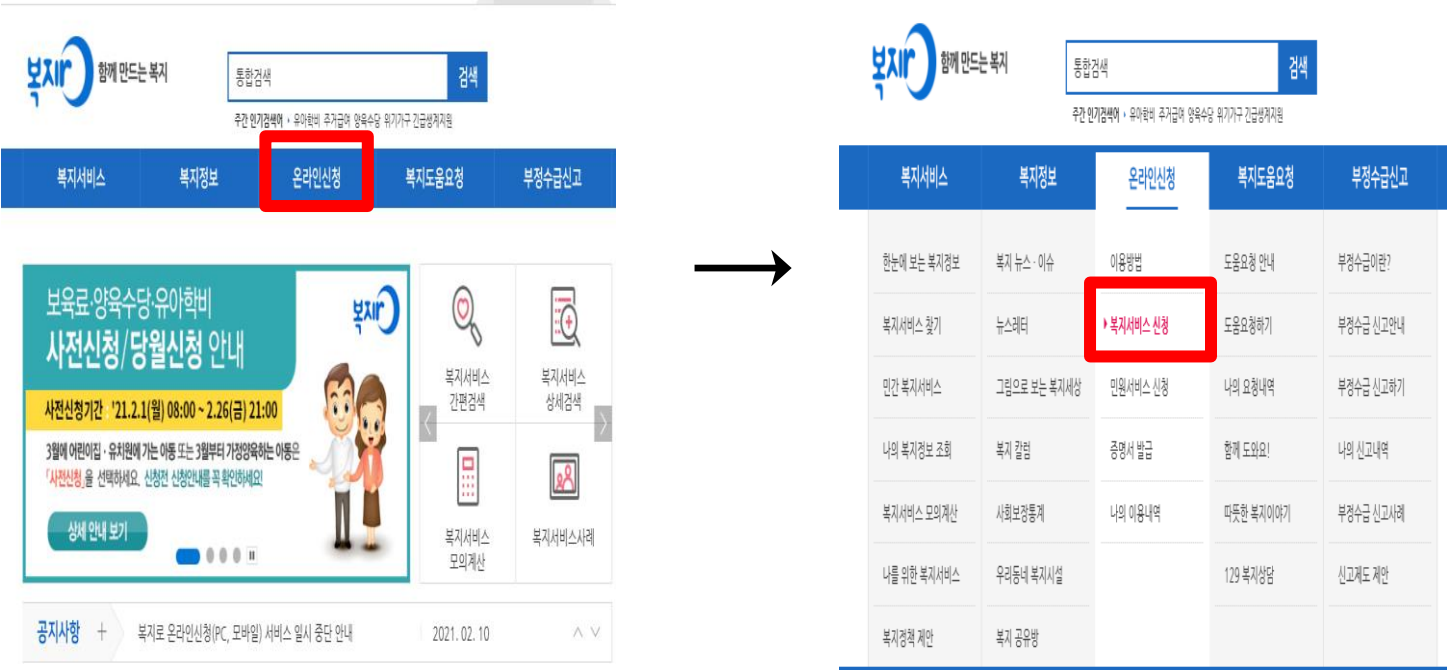 복지로 함께 만드는 복지
통합검색 검색
주간 인기검색어 · 유아학비 주거급여 양육수당 위기가구 긴급생계지원
복지서비스 복지정보 온라인신청 복지도움요청 부정수급신고
보육료·양육수당·유아학비
사전신청/당월신청 안내
복지로
사전신청기간 : '21.2.1(월) 08:00 ~ 2.26(금) 21:00
3월에 어린이집·유치원에 가는 아동 또는 3월부터 가정양육하는 아동은
「사전신청」을 선택하세요. 신청전 신청안내를 꼭 확인하세요!
상세 안내 보기
복지서비스
간편검색
복지서비스
상세검색
복지서비스
모의계산
복지서비스사례
공지사항 + 복지로 온라인신청(PC, 모바일) 서비스 일시 중단 안내 2021. 02. 10
복지로 함께 만드는 복지
통합검색 검색
주간 인기검색어 · 유아학비 주거급여 양육수당 위기가구 긴급생계지원
복지서비스 복지정보 온라인신청 복지도움요청 부정수급신고
한눈에 보는 복지정보 복지 뉴스·이슈 이용방법 도움요청 안내 부정수급이란?
복지서비스 찾기 뉴스레터 복지서비스 신청 도움요청하기 부정수급 신고안내
민간 복지서비스 그림으로 보는 복지세상 민원서비스 신청 나의 요청내역 부정수급 신고하기
나의 복지정보 조회 복지 칼럼 증명서 발급 함께 도와요! 나의 신고내역
복지서비스 모의계산 사회보장통계 나의 이용내역 따뜻한 복지이야기 부정수급 신고사례
나를 위한 복지서비스 우리동네 복지시설 129 복지상담 신고제도 제안
복지정책 제안 복지 공유방